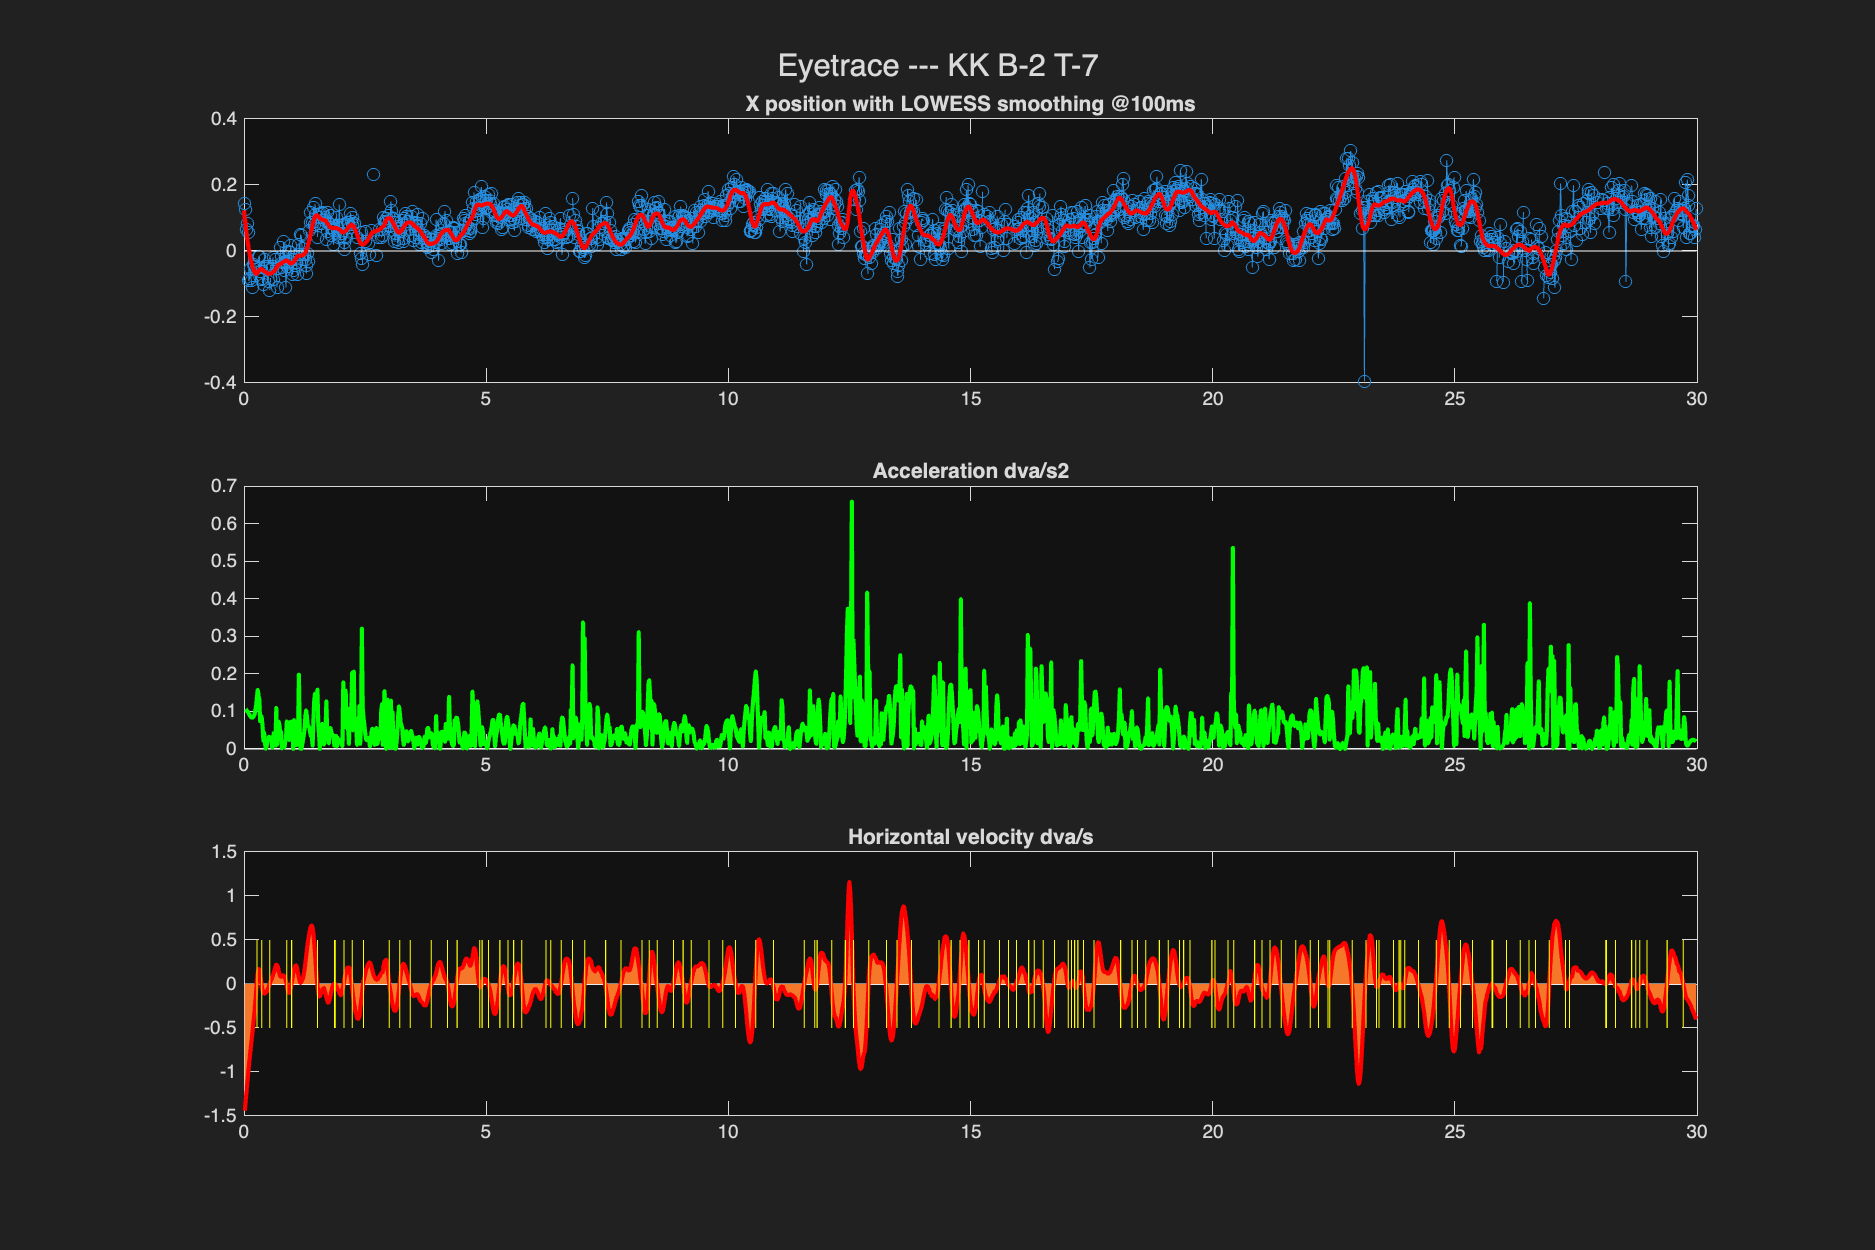 Eyetrace --- KK B-2 T-7
X position with LOWESS smoothing @100ms
0.4
0.2
0
-0.2
-0.4
0 5 10 15 20 25 30
Acceleration dva/s2
0.7
0.6
0.5
0.4
0.3
0.2
0.1
0
0 5 10 15 20 25 30
Horizontal velocity dva/s
1.5
1
0.5
0
-0.5
-1
-1.5
0 5 10 15 20 25 30